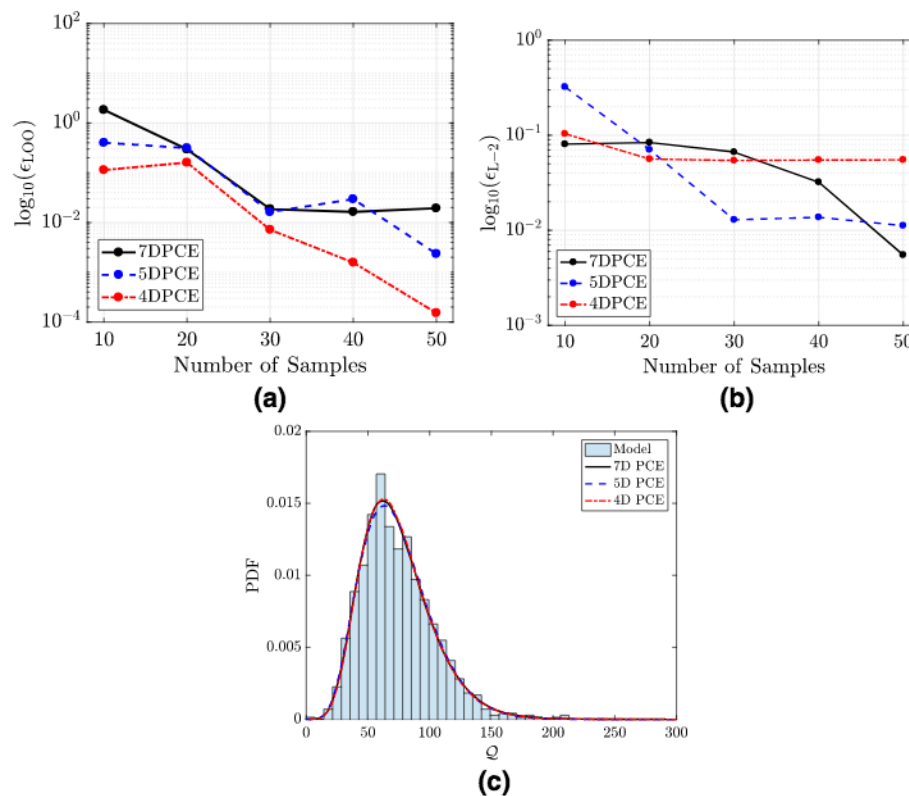 10^2
10^0
10^-2
10^-4
log10(ϵLOO)
7DPCE
5DPCE
4DPCE
10 20 30 40 50
Number of Samples
(a)
10^0
10^-1
10^-2
10^-3
log10(ϵL−2)
7DPCE
5DPCE
4DPCE
10 20 30 40 50
Number of Samples
(b)
0.02
0.015
0.01
0.005
0
PDF
Model
7D PCE
5D PCE
4D PCE
0 50 100 150 200 250 300
Q
(c)